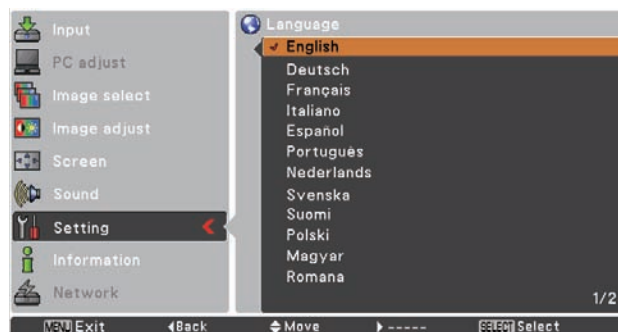 Input
PC adjust
Image select
Image adjust
Screen
Sound
Setting
Information
Network
Language
English
Deutsch
Français
Italiano
Español
Português
Nederlands
Svenska
Suomi
Polski
Magyar
Romana
1/2
MENU Exit
Back
Move
-----
SELECT Select